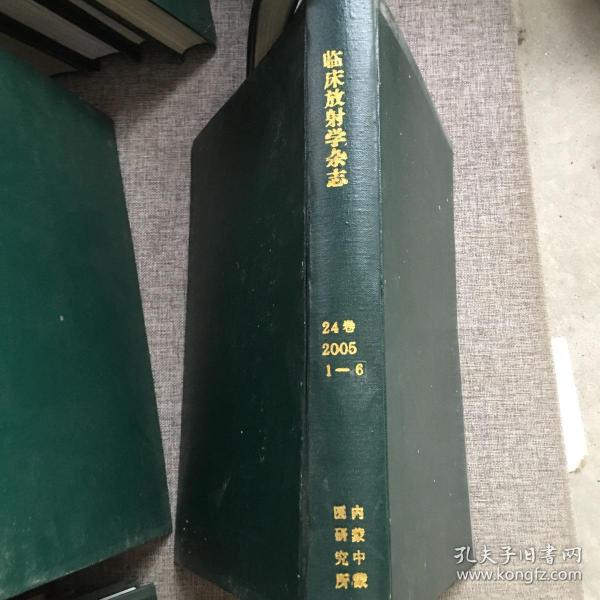 临床放射学杂志
24卷
2005
1—6
内蒙中蒙
医研究所
孔夫子旧书网
www.kongfz.com